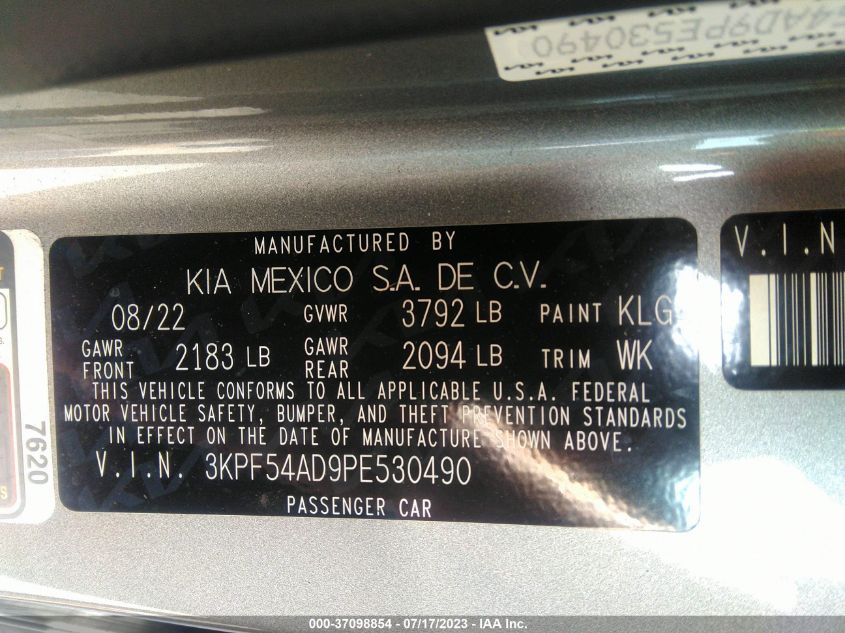 F54AD9PE530490
MANUFACTURED BY
KIA MEXICO S.A. DE C.V.
08/22 GVWR 3792 LB PAINT KLG
GAWR FRONT 2183 LB GAWR REAR 2094 LB TRIM WK
THIS VEHICLE CONFORMS TO ALL APPLICABLE U.S.A. FEDERAL
MOTOR VEHICLE SAFETY, BUMPER, AND THEFT PREVENTION STANDARDS
IN EFFECT ON THE DATE OF MANUFACTURE SHOWN ABOVE.
V.I.N. 3KPF54AD9PE530490
PASSENGER CAR
V.I.N
7620
000-37098854 - 07/17/2023 - IAA Inc.